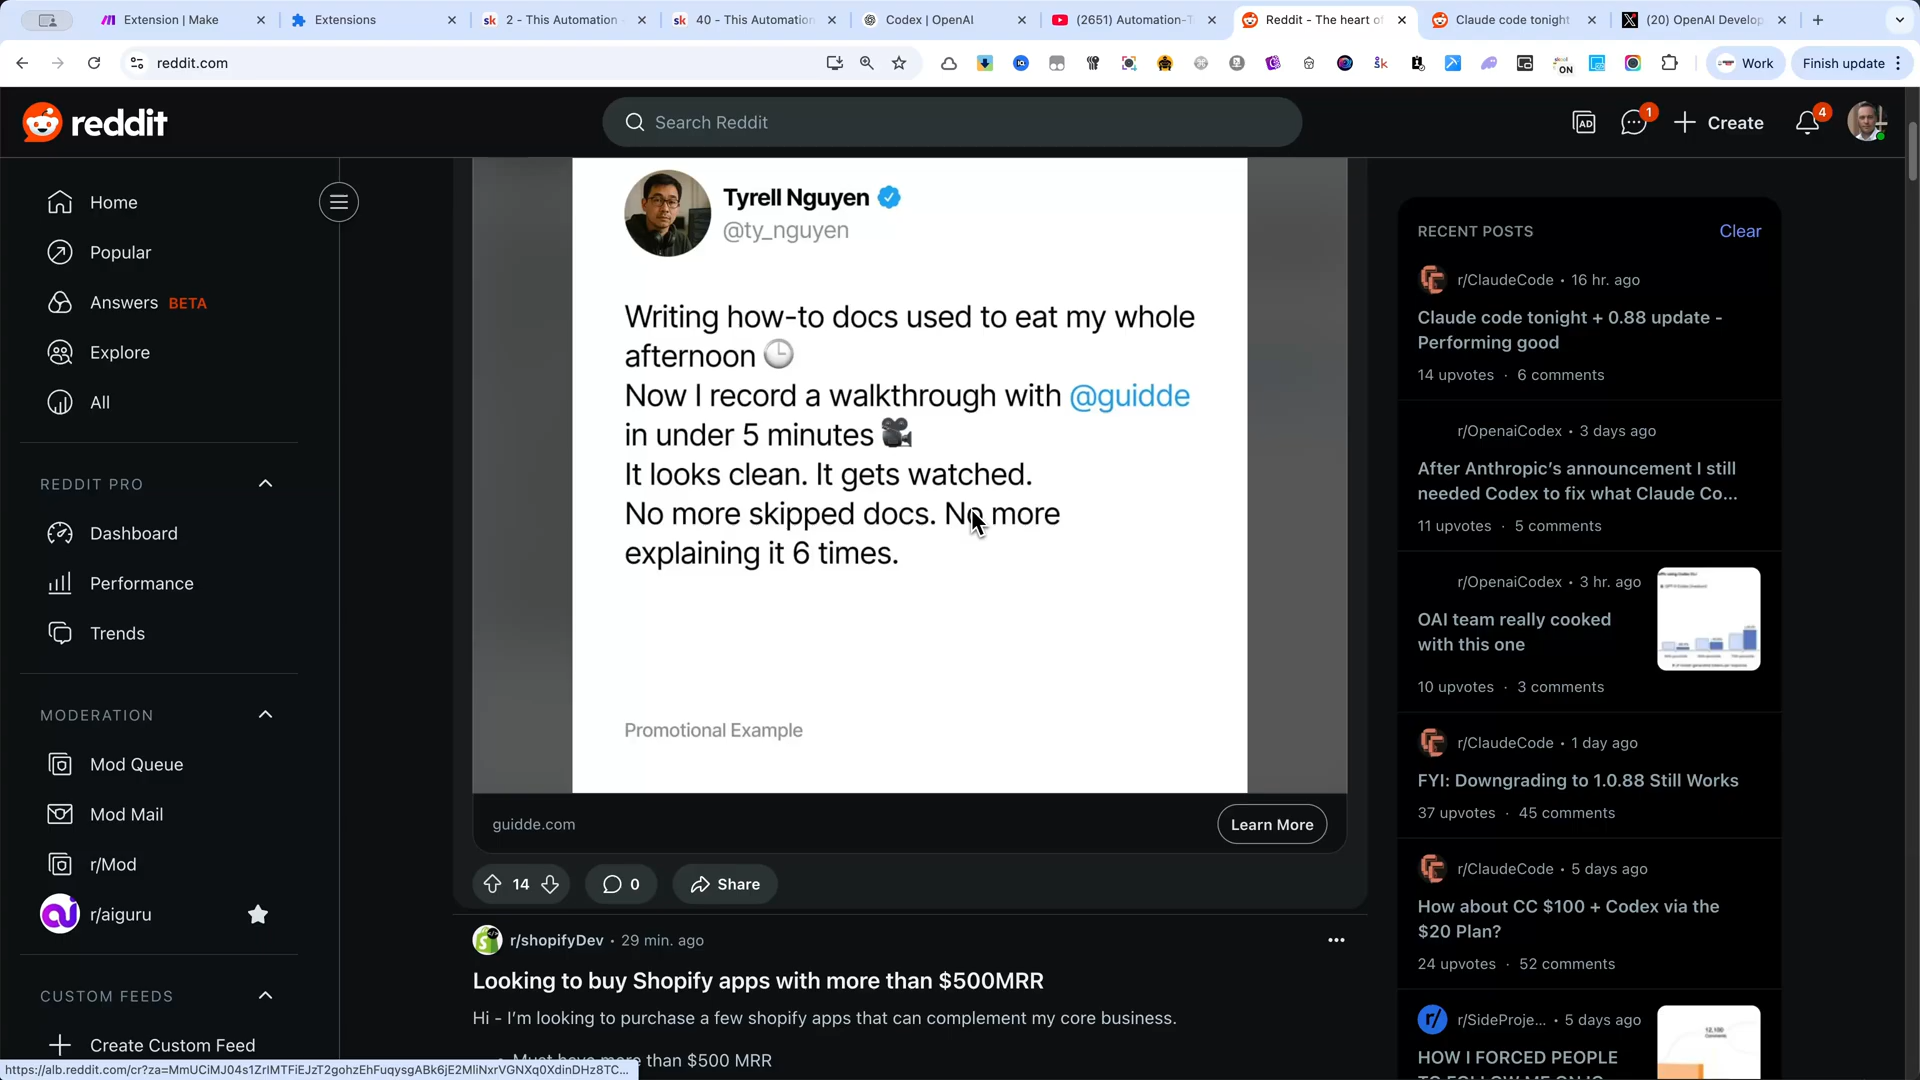 Extension | Make
Extensions
2 - This Automation
40 - This Automation
Codex | OpenAI
(2651) Automation-T
Reddit - The heart of
Claude code tonight
(20) OpenAI Develop
reddit.com
ON
Work
Finish update
reddit
Search Reddit
AD
1
Create
4
Home
Popular
Answers BETA
Explore
All
REDDIT PRO
Dashboard
Performance
Trends
MODERATION
Mod Queue
Mod Mail
r/Mod
r/aiguru
CUSTOM FEEDS
Create Custom Feed
Tyrell Nguyen
@ty_nguyen
Writing how-to docs used to eat my whole
afternoon 🕒
Now I record a walkthrough with @guidde
in under 5 minutes 🎥
It looks clean. It gets watched.
No more skipped docs. No more
explaining it 6 times.
Promotional Example
guidde.com
Learn More
14
0
Share
r/shopifyDev • 29 min. ago
Looking to buy Shopify apps with more than $500MRR
Hi - I'm looking to purchase a few shopify apps that can complement my core business.
Must have more than $500 MRR
RECENT POSTS
Clear
r/ClaudeCode • 16 hr. ago
Claude code tonight + 0.88 update -
Performing good
14 upvotes · 6 comments
r/OpenaiCodex • 3 days ago
After Anthropic's announcement I still
needed Codex to fix what Claude Co...
11 upvotes · 5 comments
r/OpenaiCodex • 3 hr. ago
OAI team really cooked
with this one
10 upvotes · 3 comments
r/ClaudeCode • 1 day ago
FYI: Downgrading to 1.0.88 Still Works
37 upvotes · 45 comments
r/ClaudeCode • 5 days ago
How about CC $100 + Codex via the
$20 Plan?
24 upvotes · 52 comments
r/SideProje... • 5 days ago
HOW I FORCED PEOPLE